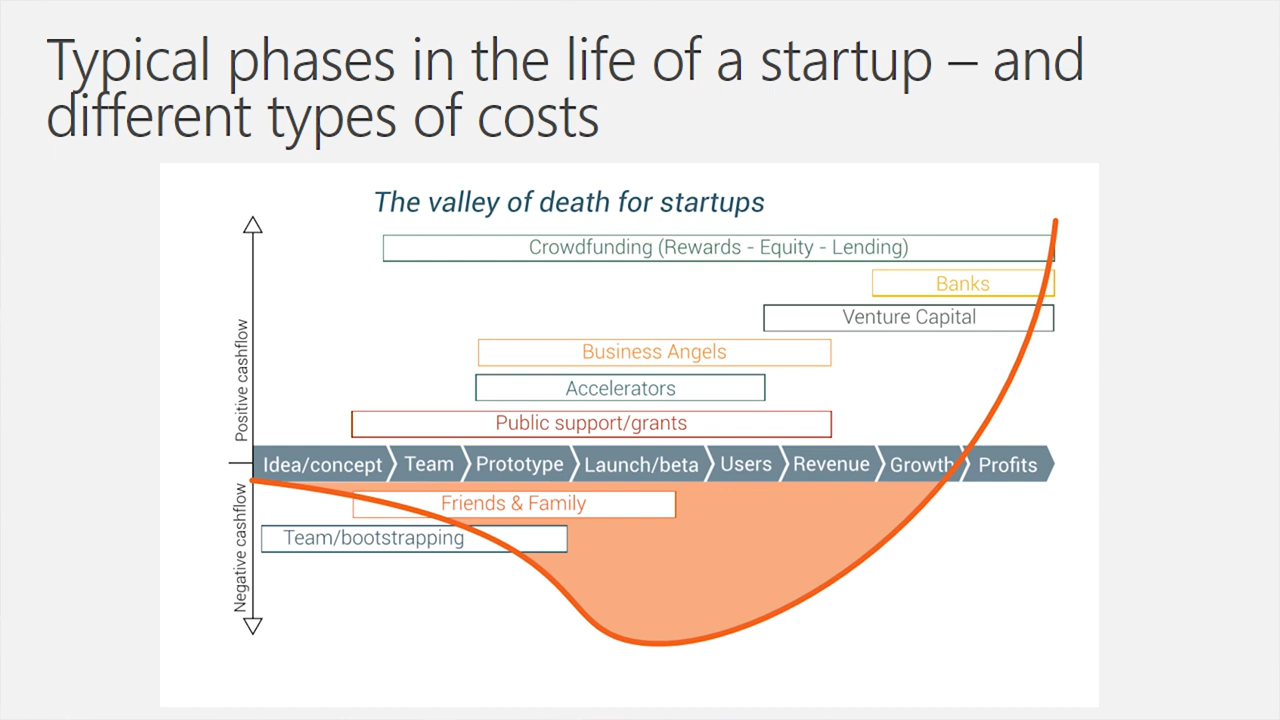 Typical phases in the life of a startup – and
different types of costs
The valley of death for startups
Crowdfunding (Rewards - Equity - Lending)
Banks
Venture Capital
Business Angels
Accelerators
Public support/grants
Positive cashflow
Idea/concept
Team
Prototype
Launch/beta
Users
Revenue
Growth
Profits
Friends & Family
Team/bootstrapping
Negative cashflow